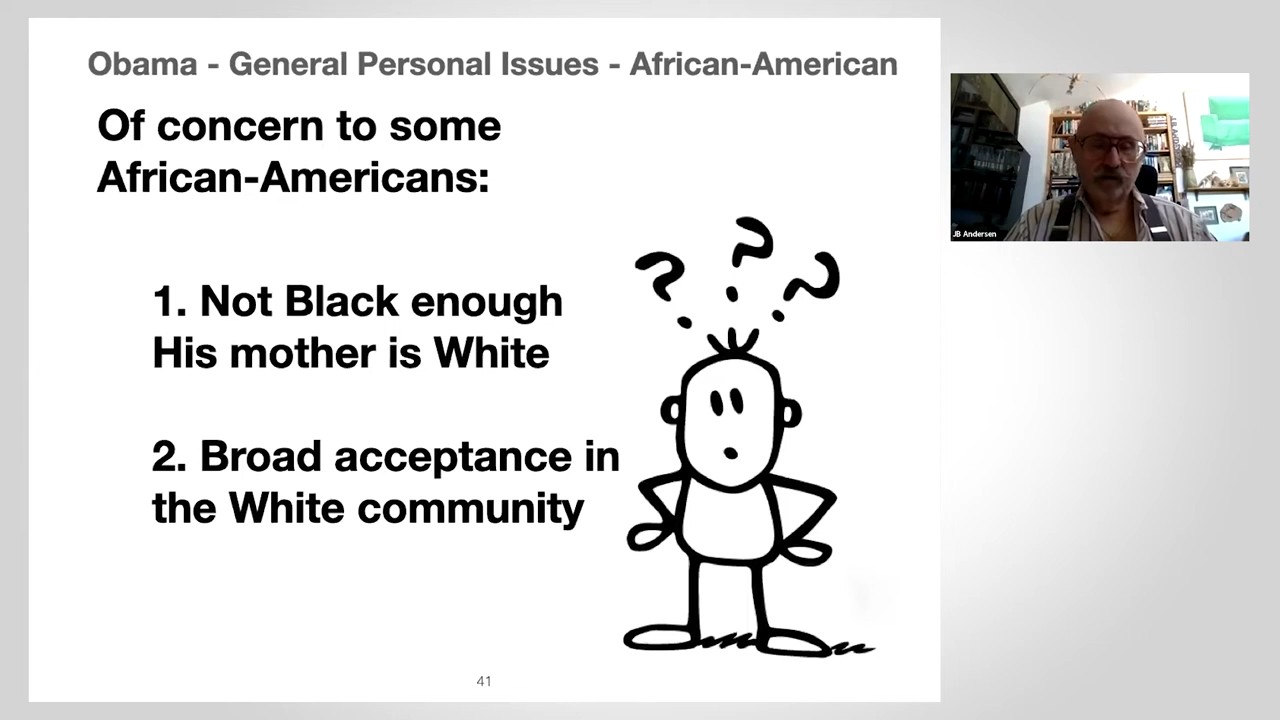 Obama - General Personal Issues - African-American
Of concern to some
African-Americans:
1. Not Black enough
His mother is White
2. Broad acceptance in
the White community
41
JB Andersen